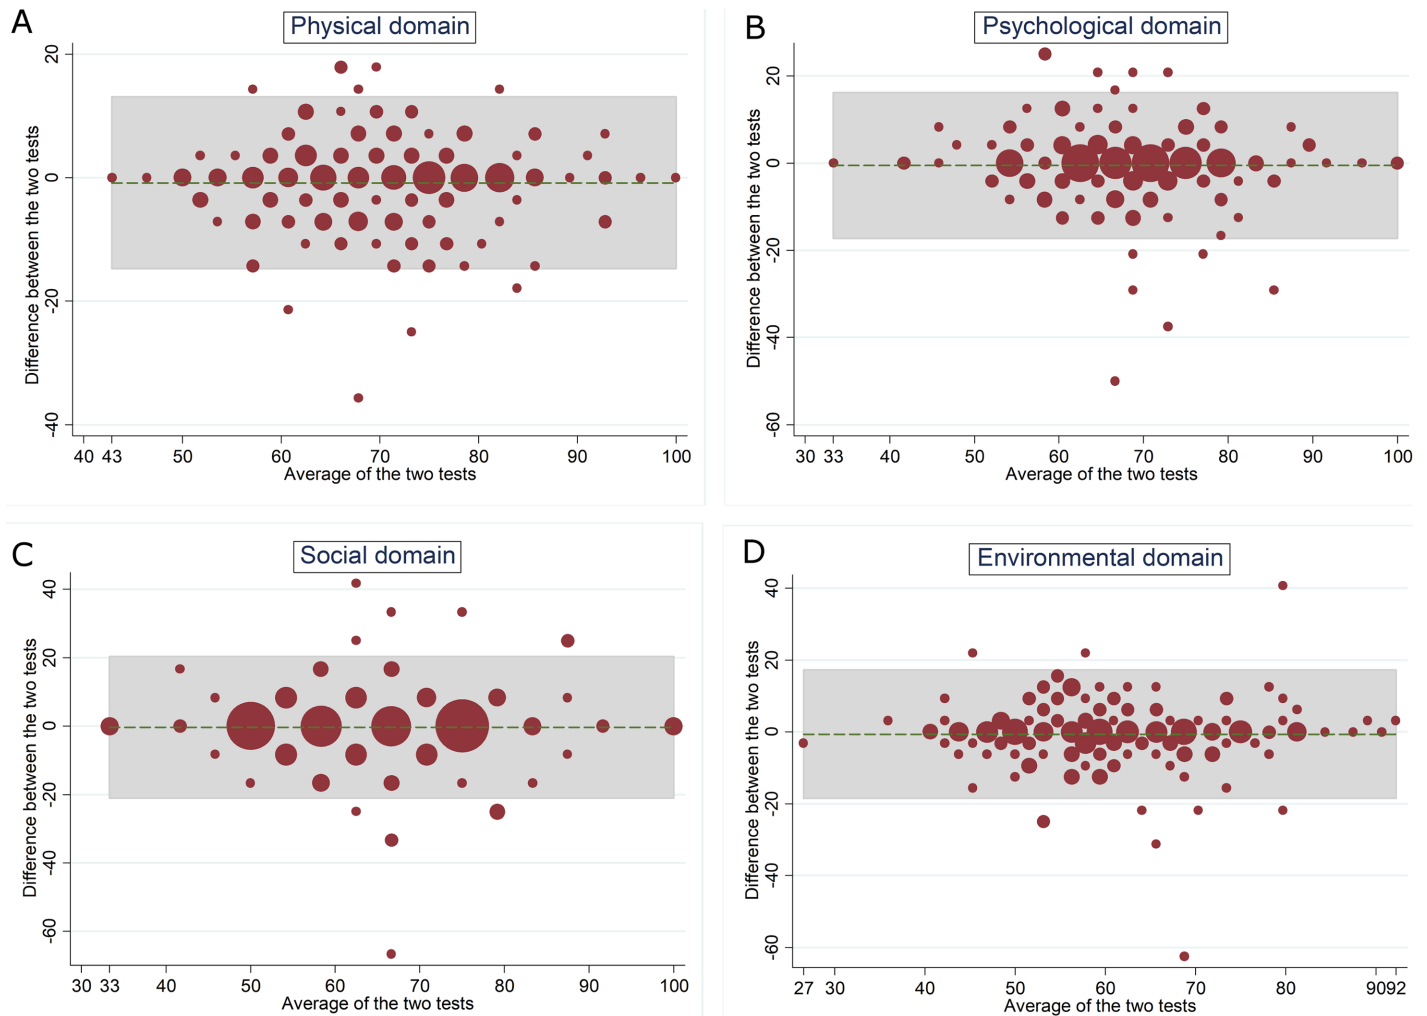 A
Physical domain
Difference between the two tests
20
0
-20
-40
40 43 50 60 70 80 90 100
Average of the two tests
B
Psychological domain
Difference between the two tests
20
0
-20
-40
-60
30 33 40 50 60 70 80 90 100
Average of the two tests
C
Social domain
Difference between the two tests
40
20
0
-20
-40
-60
30 33 40 50 60 70 80 90 100
Average of the two tests
D
Environmental domain
Difference between the two tests
40
20
0
-20
-40
-60
27 30 40 50 60 70 80 9092
Average of the two tests